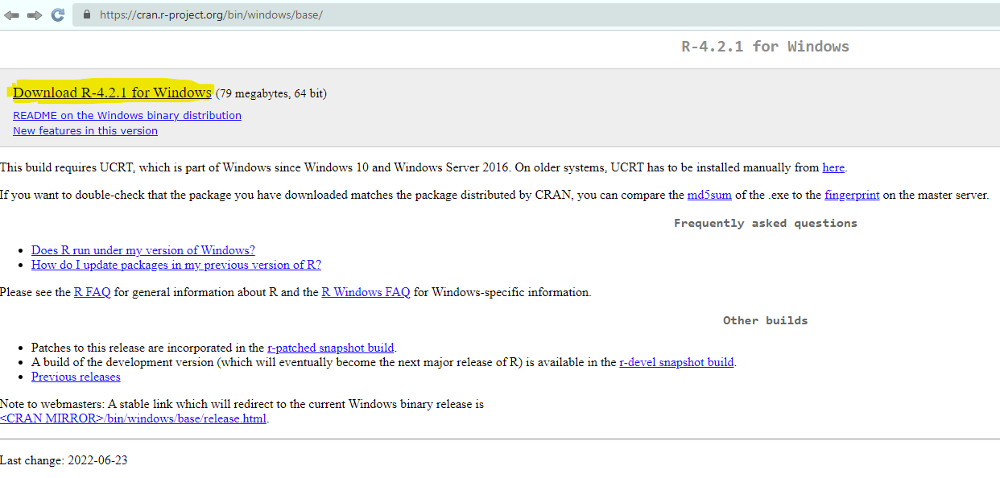 https://cran.r-project.org/bin/windows/base/
R-4.2.1 for Windows
Download R-4.2.1 for Windows (79 megabytes, 64 bit)
README on the Windows binary distribution
New features in this version
This build requires UCRT, which is part of Windows since Windows 10 and Windows Server 2016. On older systems, UCRT has to be installed manually from here.
If you want to double-check that the package you have downloaded matches the package distributed by CRAN, you can compare the md5sum of the .exe to the fingerprint on the master server.
Frequently asked questions
• Does R run under my version of Windows?
• How do I update packages in my previous version of R?
Please see the R FAQ for general information about R and the R Windows FAQ for Windows-specific information.
Other builds
• Patches to this release are incorporated in the r-patched snapshot build.
• A build of the development version (which will eventually become the next major release of R) is available in the r-devel snapshot build.
• Previous releases
Note to webmasters: A stable link which will redirect to the current Windows binary release is
<CRAN MIRROR>/bin/windows/base/release.html.
Last change: 2022-06-23